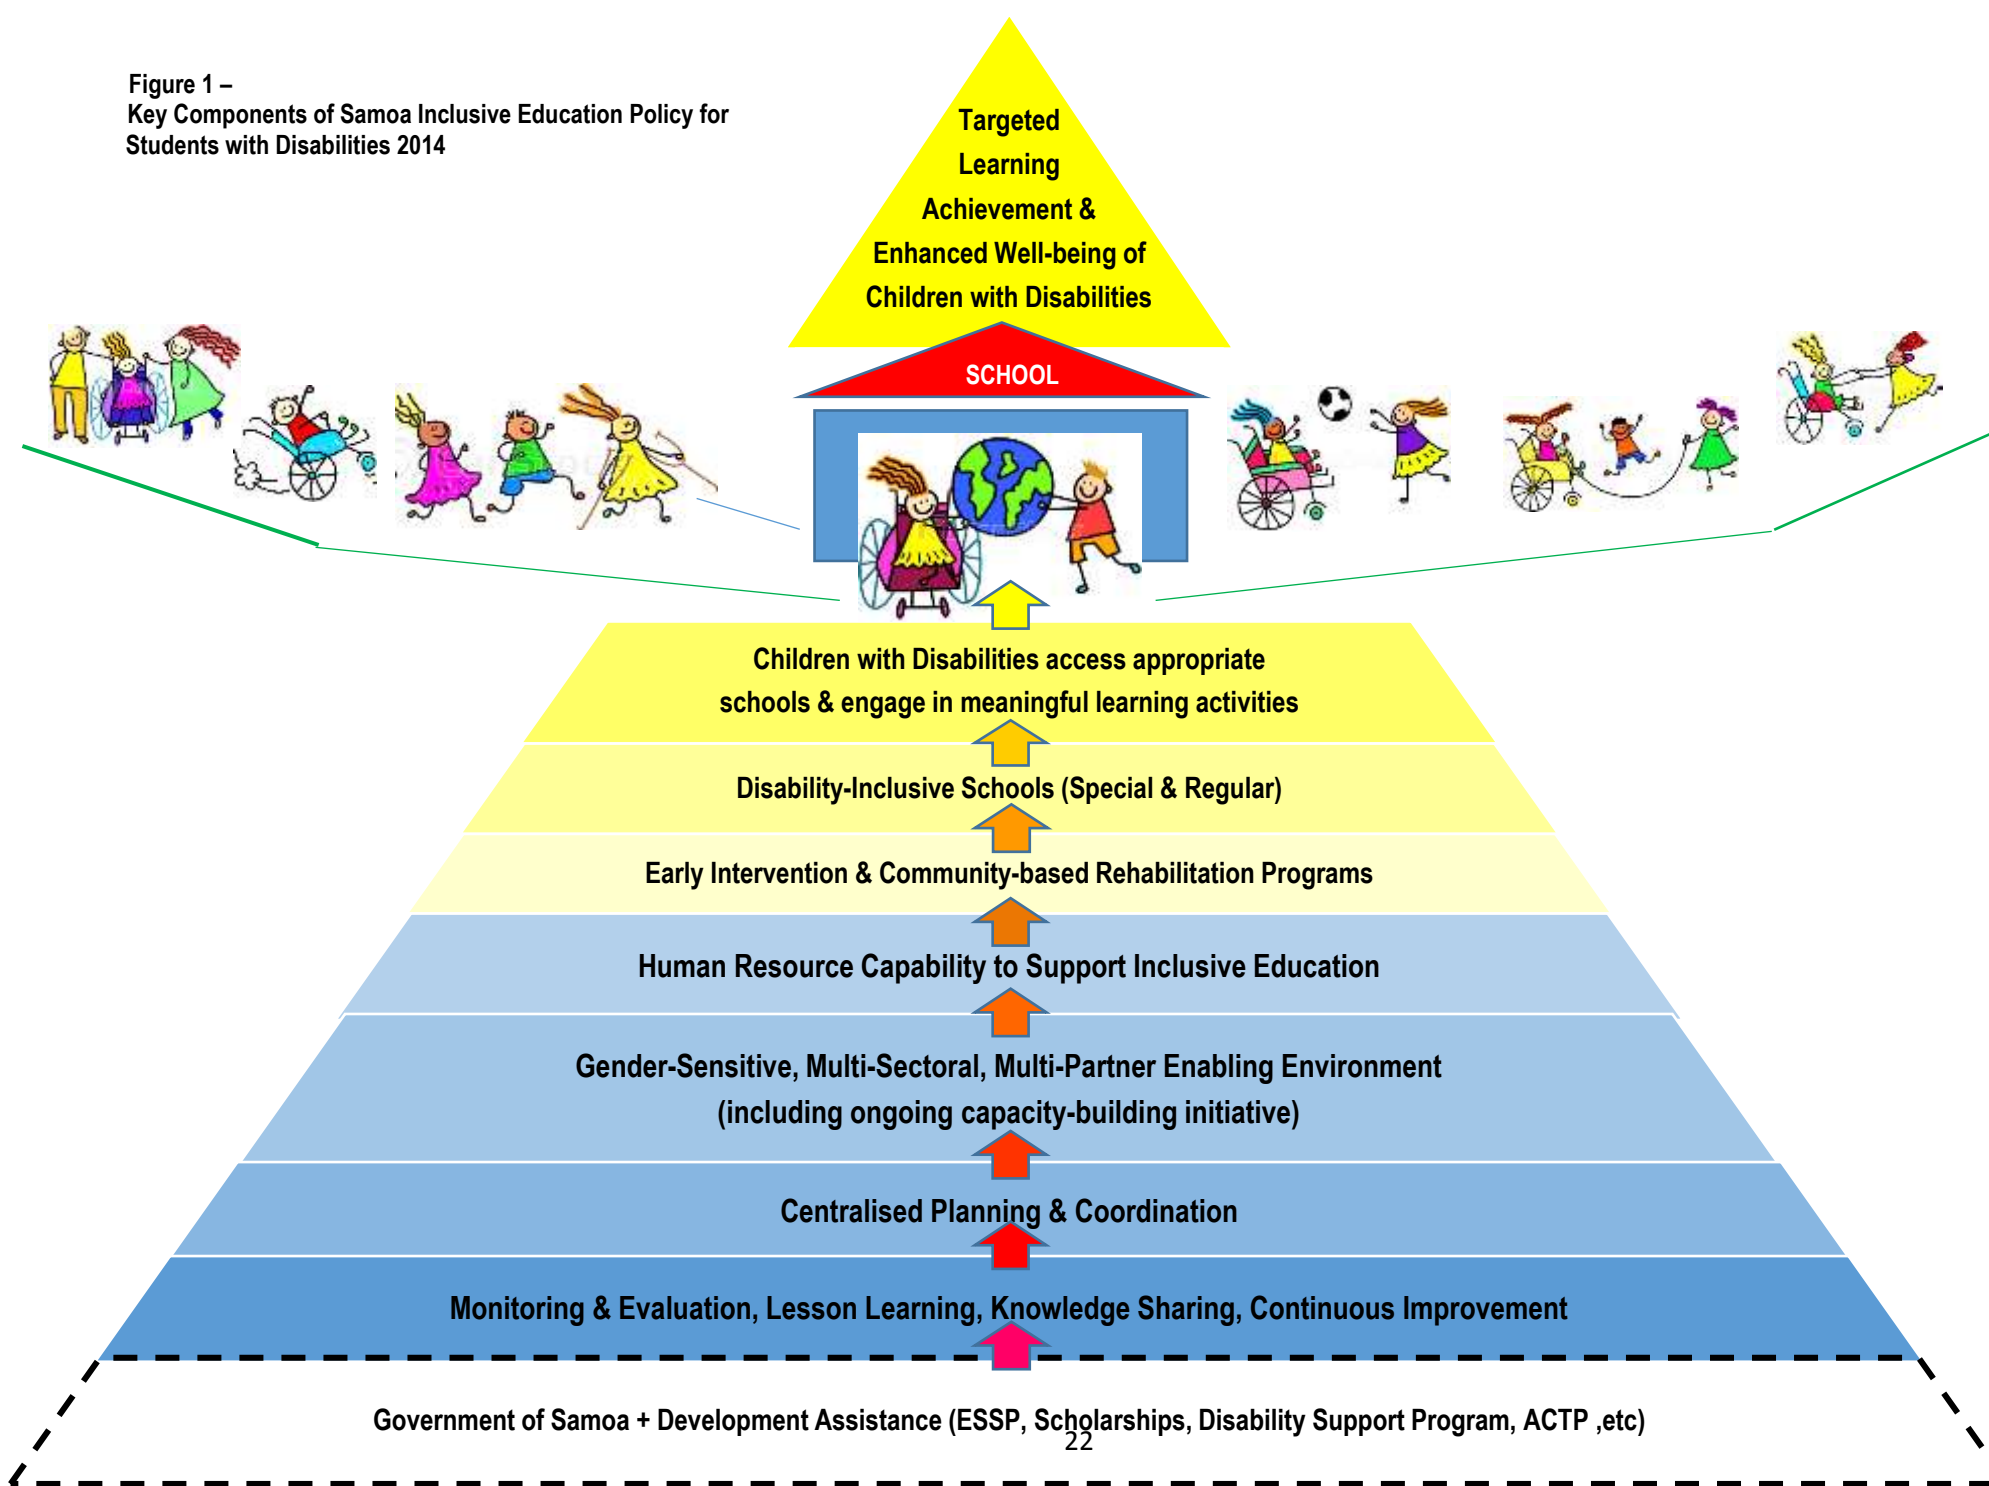 Figure 1 –
Key Components of Samoa Inclusive Education Policy for
Students with Disabilities 2014
Targeted
Learning
Achievement &
Enhanced Well-being of
Children with Disabilities
SCHOOL
Children with Disabilities access appropriate
schools & engage in meaningful learning activities
Disability-Inclusive Schools (Special & Regular)
Early Intervention & Community-based Rehabilitation Programs
Human Resource Capability to Support Inclusive Education
Gender-Sensitive, Multi-Sectoral, Multi-Partner Enabling Environment
(including ongoing capacity-building initiative)
Centralised Planning & Coordination
Monitoring & Evaluation, Lesson Learning, Knowledge Sharing, Continuous Improvement
Government of Samoa + Development Assistance (ESSP, Scholarships, Disability Support Program, ACTP ,etc)
22